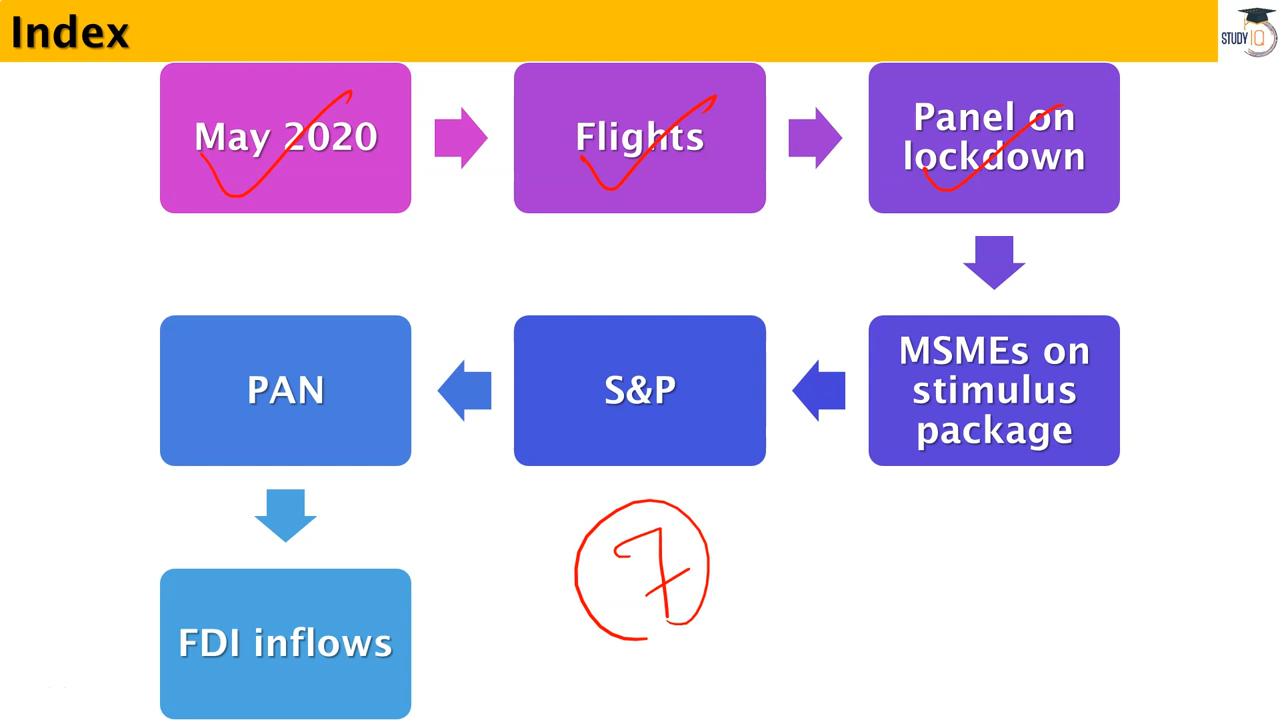 Index
STUDY IQ
May 2020
Flights
Panel on
lockdown
MSMEs on
stimulus
package
S&P
PAN
FDI inflows
7